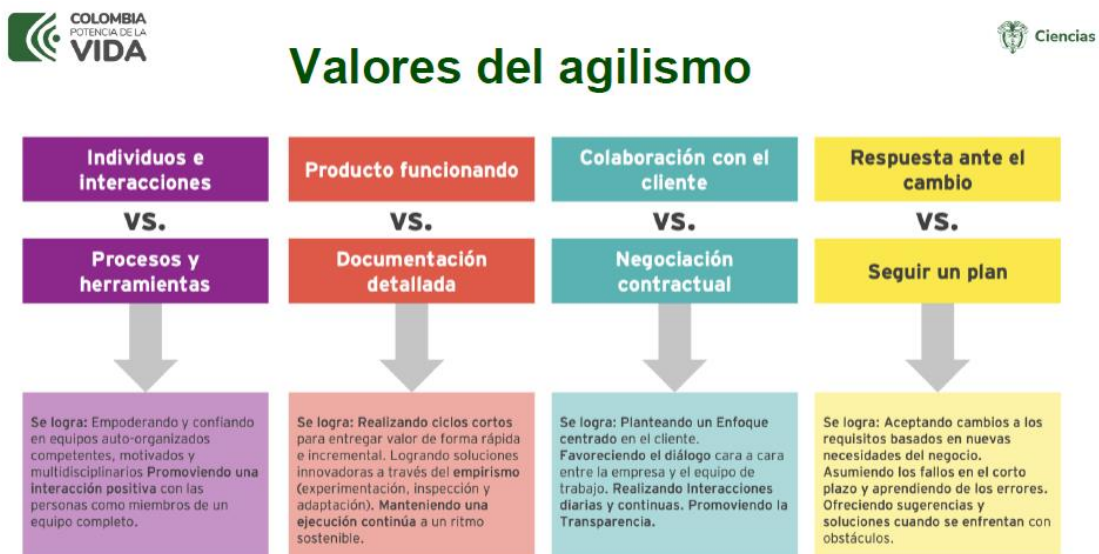 COLOMBIA
POTENCIA DE LA
VIDA
Ciencias
Valores del agilismo
Individuos e
interacciones
vs.
Procesos y
herramientas
Se logra: Empoderando y confiando
en equipos auto-organizados
competentes, motivados y
multidisciplinarios Promoviendo una
interacción positiva con las
personas como miembros de un
equipo completo.
Producto funcionando
vs.
Documentación
detallada
Se logra: Realizando ciclos cortos
para entregar valor de forma rápida
e incremental. Logrando soluciones
innovadoras a través del empirismo
(experimentación, inspección y
adaptación). Manteniendo una
ejecución continúa a un ritmo
sostenible.
Colaboración con el
cliente
vs.
Negociación
contractual
Se logra: Planteando un Enfoque
centrado en el cliente.
Favoreciendo el diálogo cara a cara
entre la empresa y el equipo de
trabajo. Realizando Interacciones
diarias y continuas. Promoviendo la
Transparencia.
Respuesta ante el
cambio
vs.
Seguir un plan
Se logra: Aceptando cambios a los
requisitos basados en nuevas
necesidades del negocio.
Asumiendo los fallos en el corto
plazo y aprendiendo de los errores.
Ofreciendo sugerencias y
soluciones cuando se enfrentan con
obstáculos.